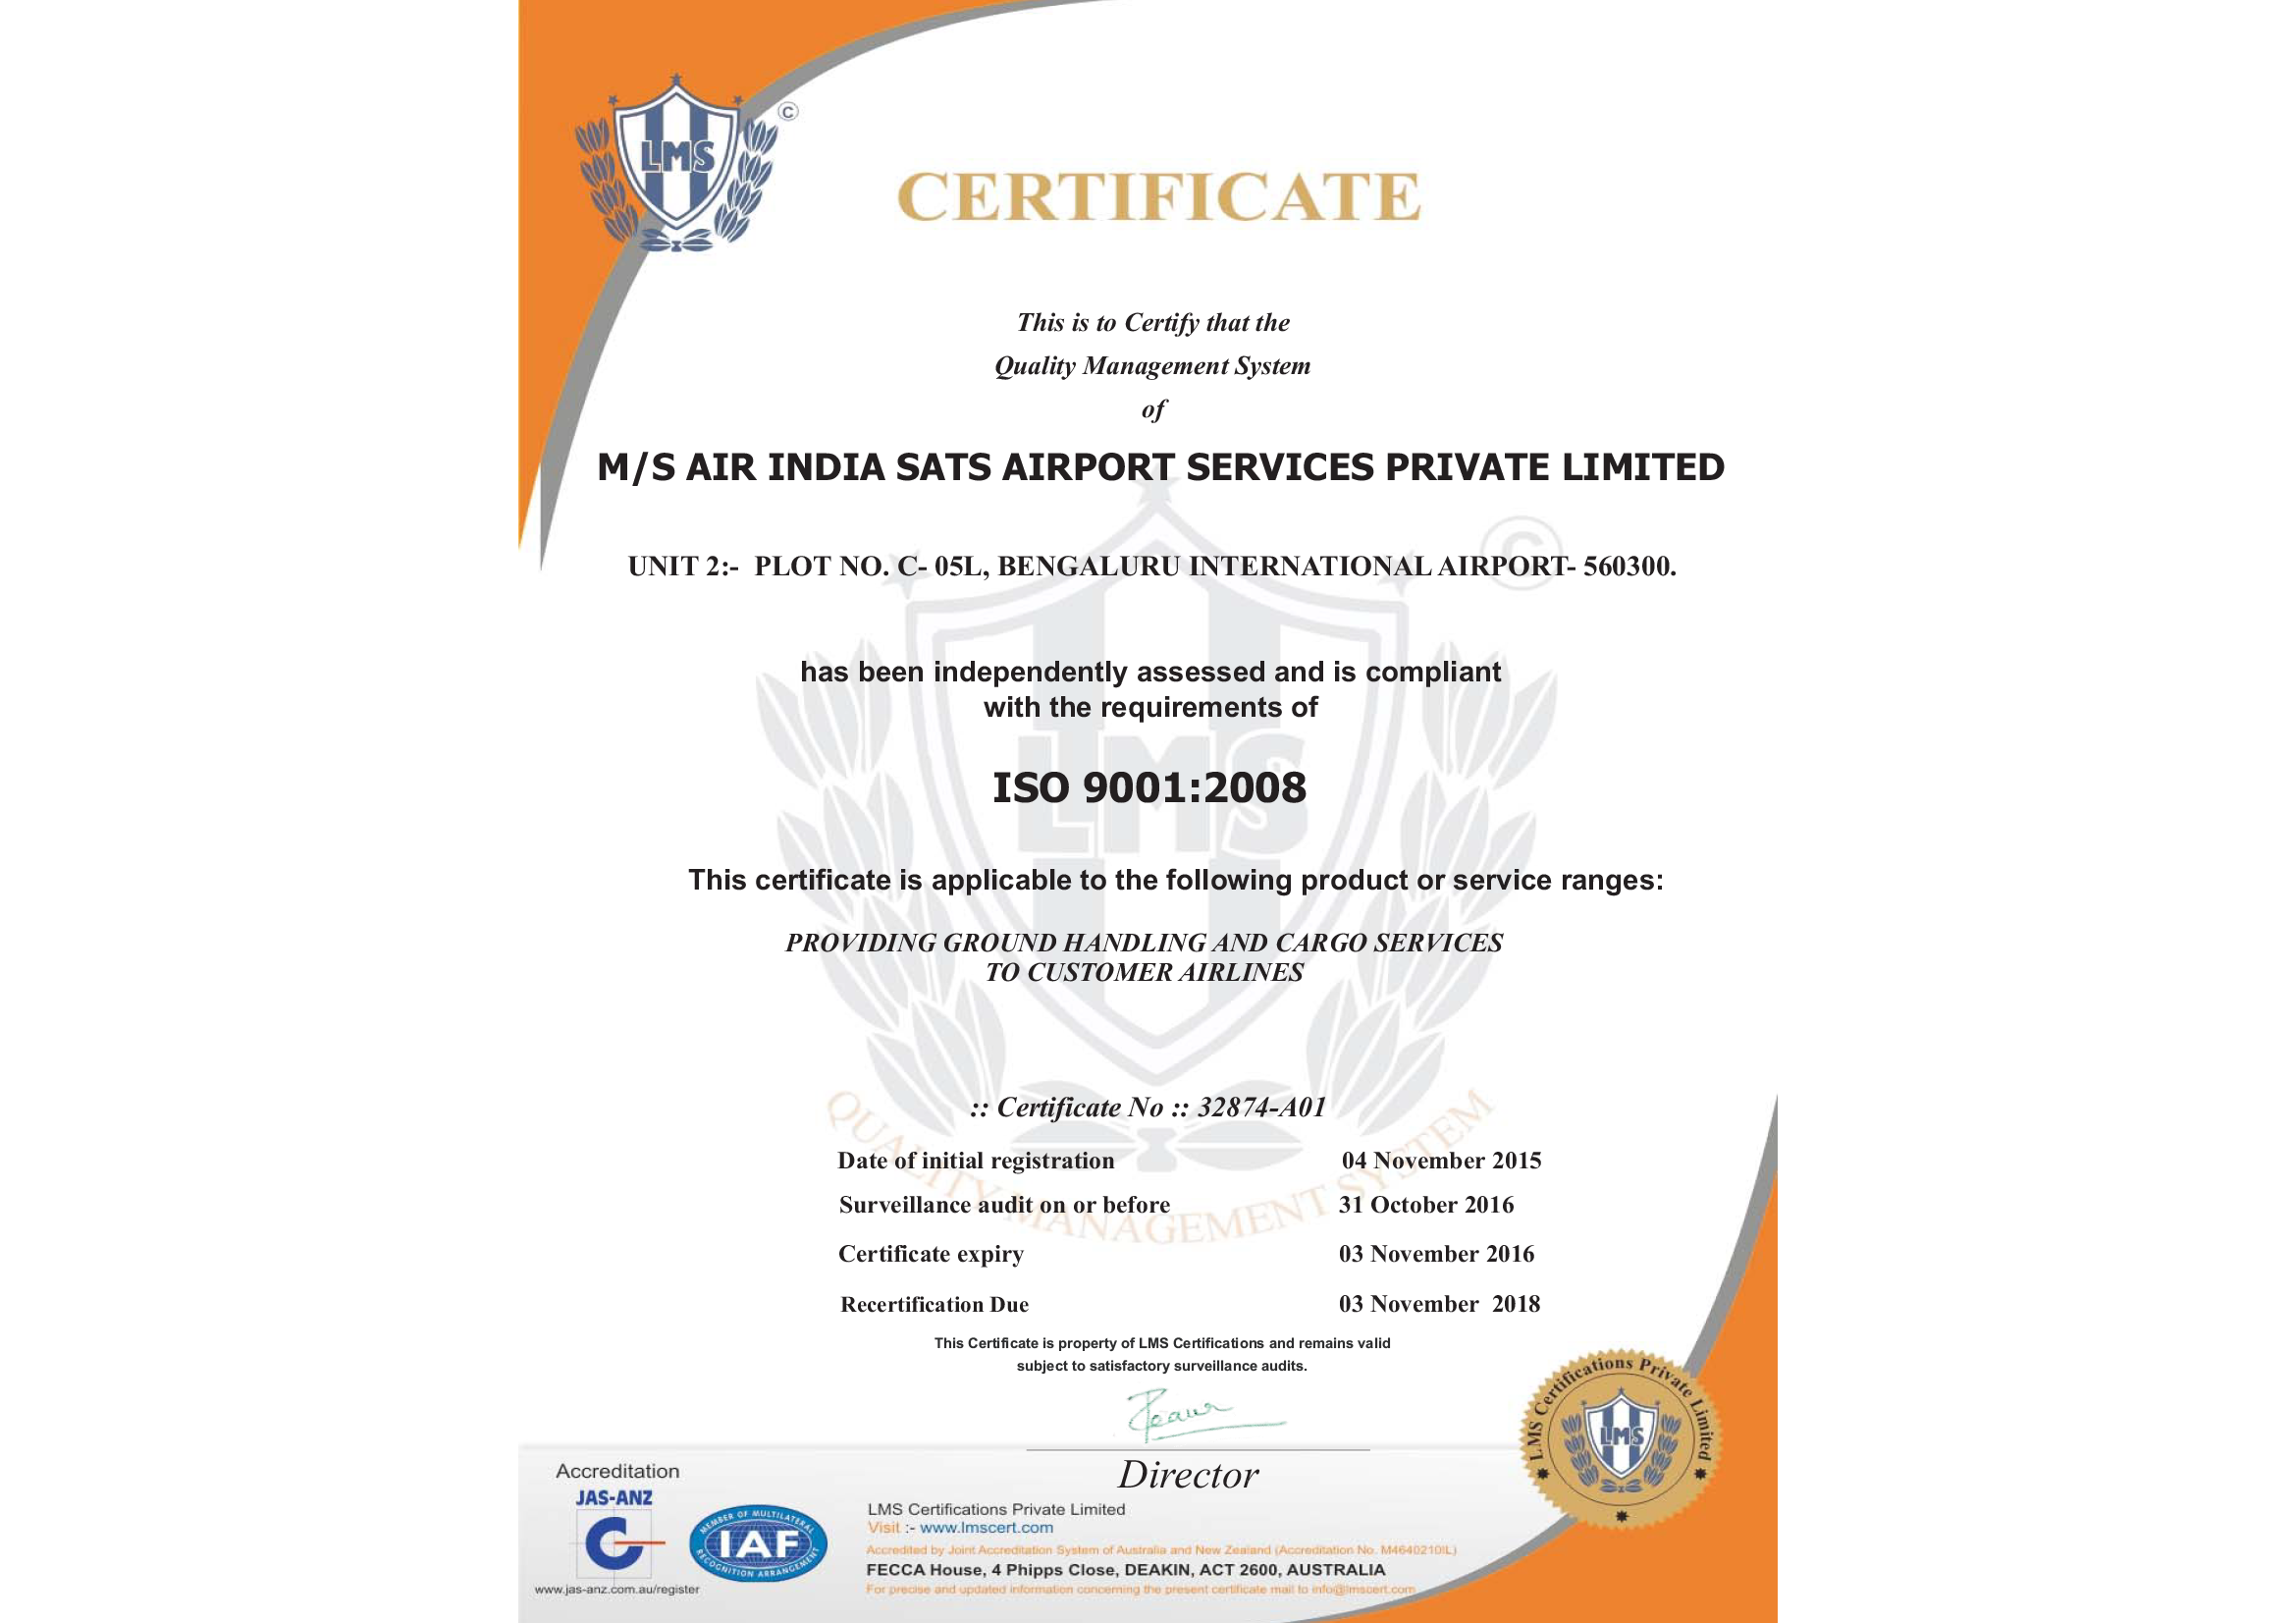 LMS
©
CERTIFICATE
This is to Certify that the
Quality Management System
of
M/S AIR INDIA SATS AIRPORT SERVICES PRIVATE LIMITED
UNIT 2:- PLOT NO. C- 05L, BENGALURU INTERNATIONAL AIRPORT- 560300.
©
has been independently assessed and is compliant
with the requirements of
LMS
ISO 9001:2008
This certificate is applicable to the following product or service ranges:
PROVIDING GROUND HANDLING AND CARGO SERVICES
TO CUSTOMER AIRLINES
:: Certificate No :: 32874-A01
QUALITY MANAGEMENT SYSTEM
Date of initial registration 04 November 2015
Surveillance audit on or before 31 October 2016
Certificate expiry 03 November 2016
Recertification Due 03 November 2018
This Certificate is property of LMS Certifications and remains valid
subject to satisfactory surveillance audits.
Director
LMS Certifications Private Limited
LMS
Accreditation
JAS-ANZ
www.jas-anz.com.au/register
MEMBER OF MULTILATERAL
IAF
RECOGNITION ARRANGEMENT
LMS Certifications Private Limited
Visit :- www.lmscert.com
Accredited by Joint Accreditation System of Australia and New Zealand (Accreditation No. M4640210IL)
FECCA House, 4 Phipps Close, DEAKIN, ACT 2600, AUSTRALIA
For precise and updated information concerning the present certificate mail to info@lmscert.com